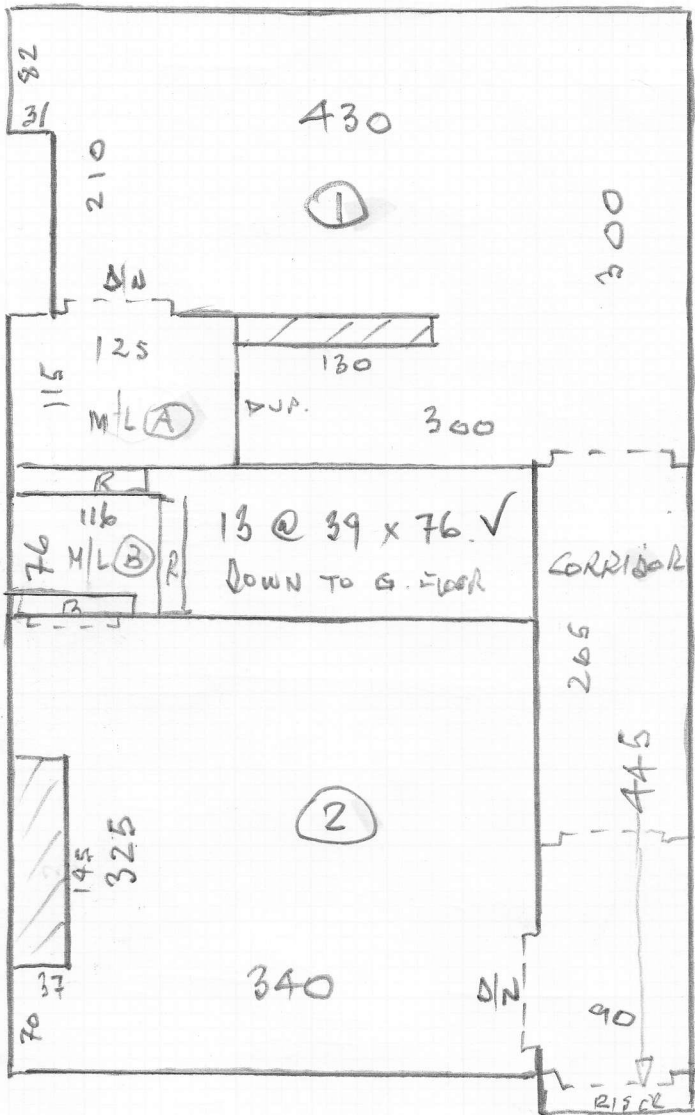 82
31
430
210
1
300
D/N
125
130
115
M/L A
D UP.
300
R
116
13 @ 39 x 76. ✓
76
M/L B
R
DOWN TO G. FLOOR
CORRIDOR
R
265
445
2
145
325
37
340
D/N
90
70
RISER